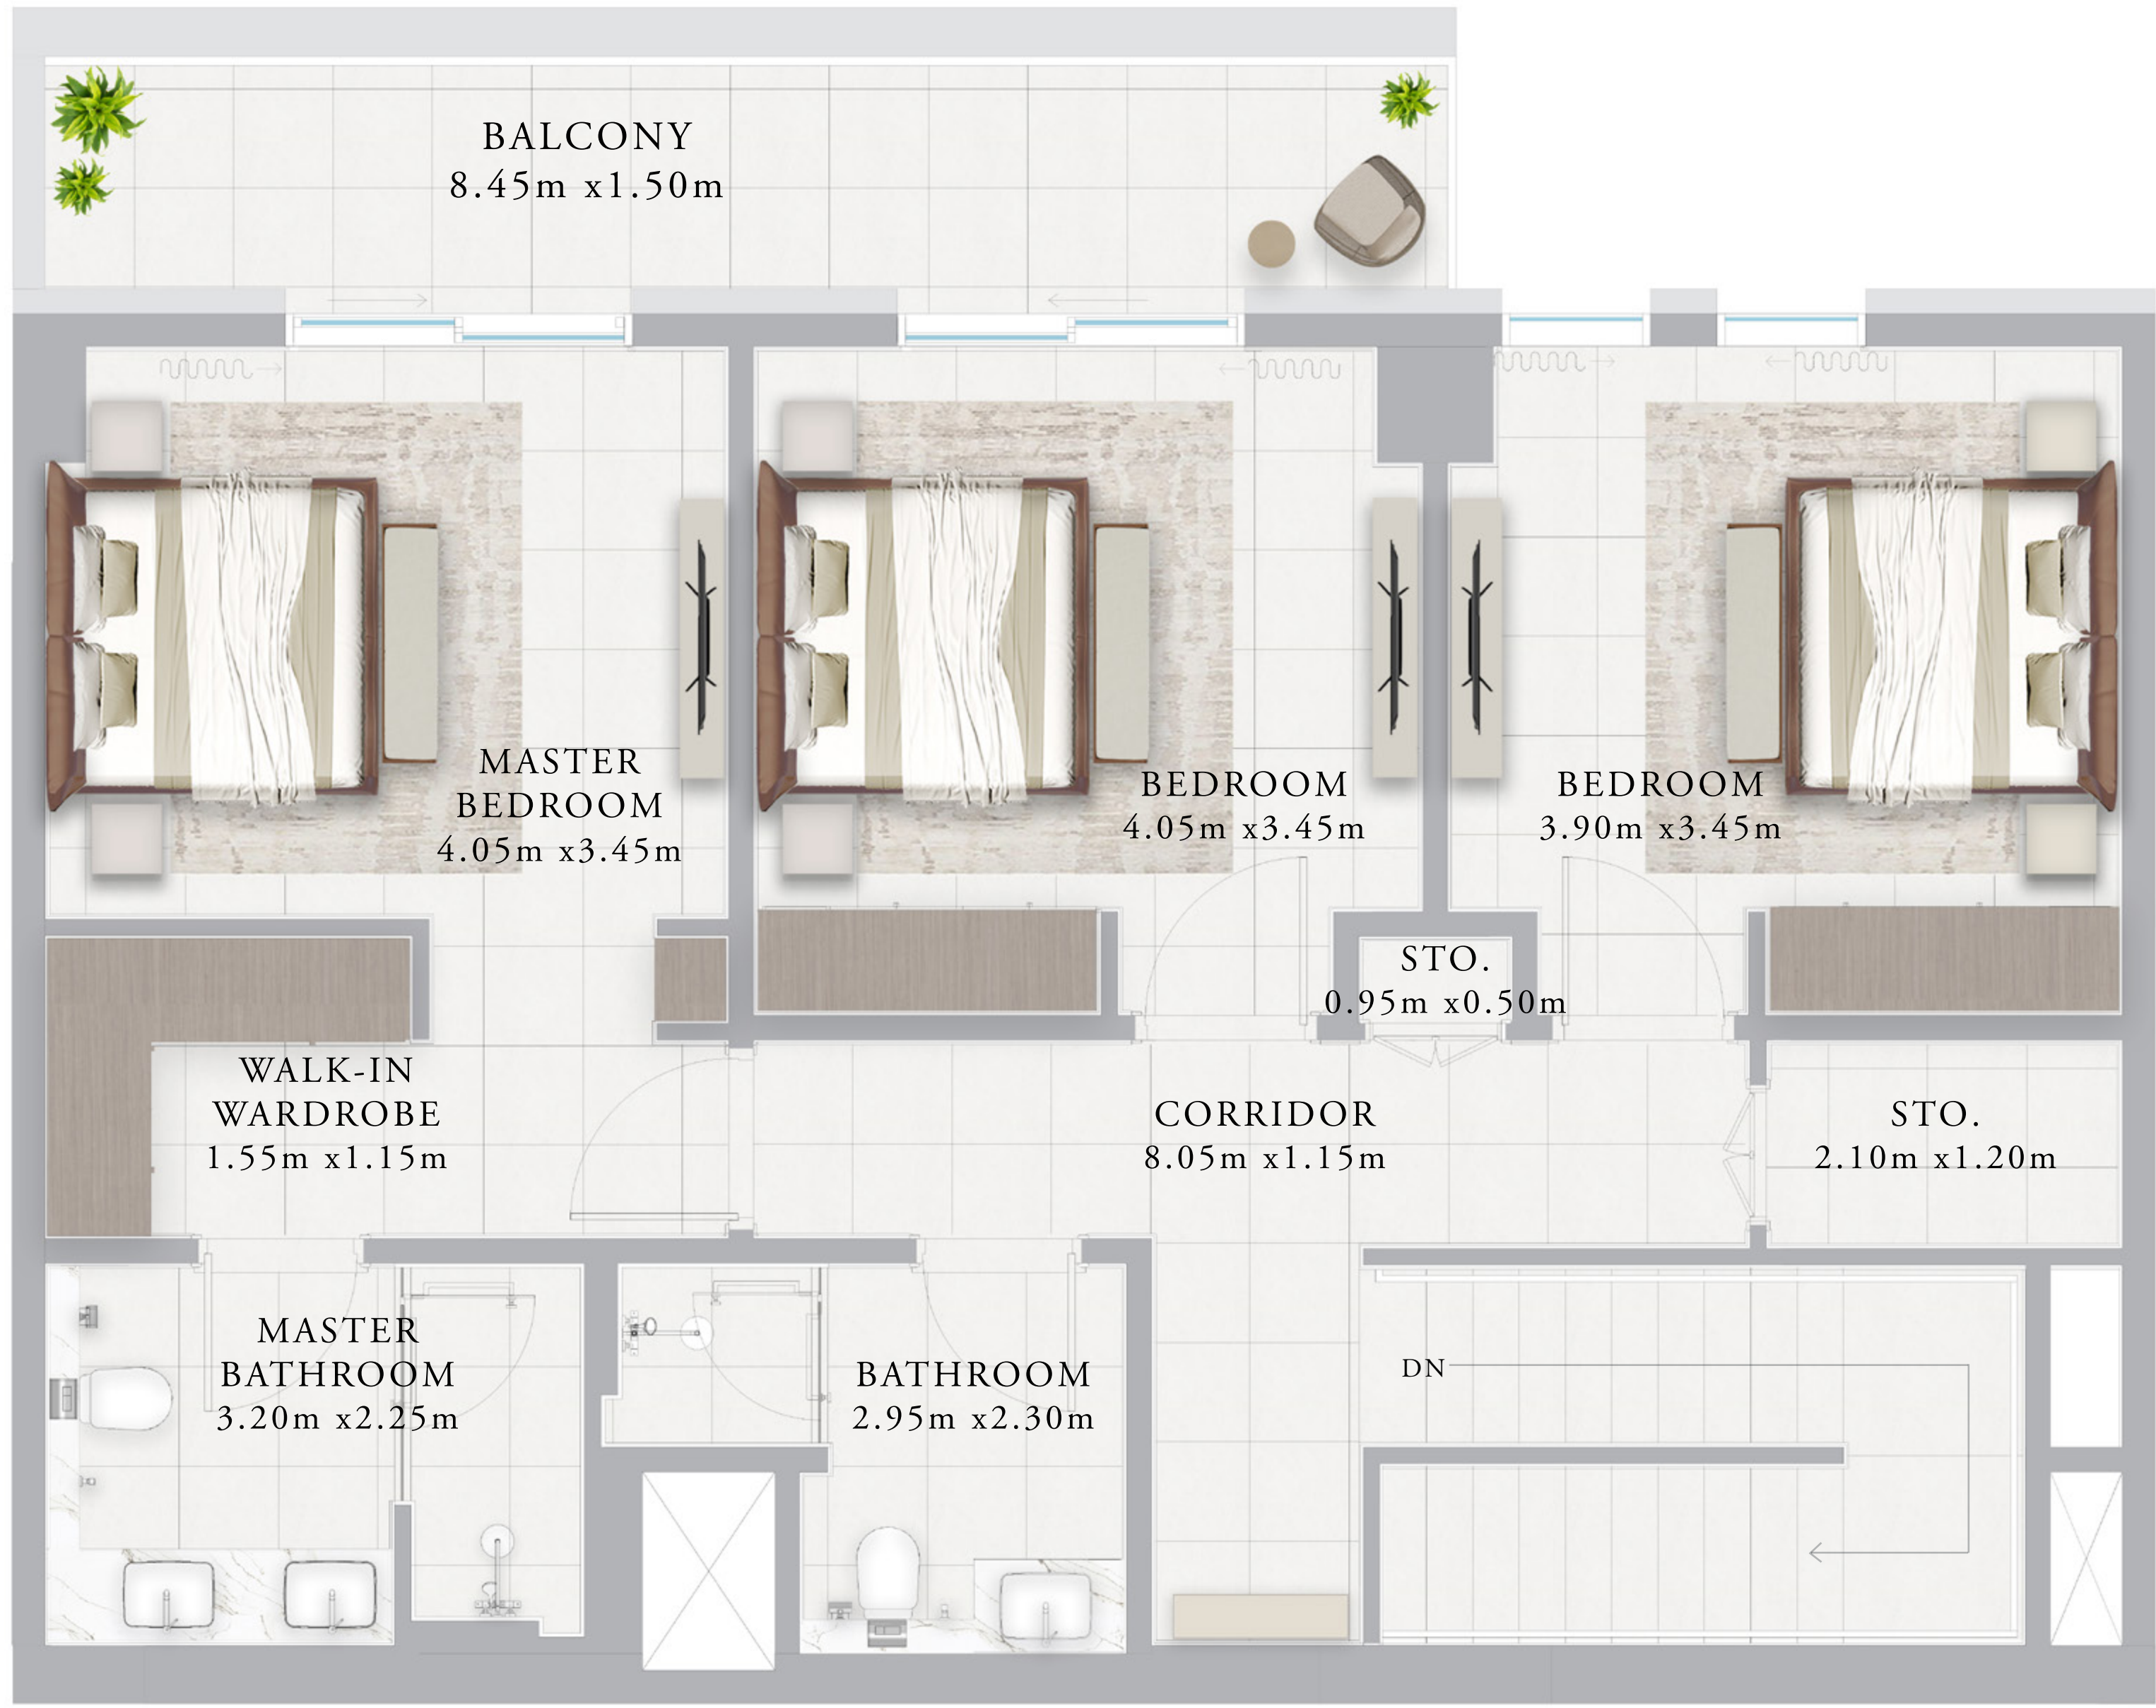 BALCONY
8.45m x1.50m
MASTER
BEDROOM
4.05m x3.45m
BEDROOM
4.05m x3.45m
BEDROOM
3.90m x3.45m
STO.
0.95m x0.50m
WALK-IN
WARDROBE
1.55m x1.15m
CORRIDOR
8.05m x1.15m
STO.
2.10m x1.20m
MASTER
BATHROOM
3.20m x2.25m
BATHROOM
2.95m x2.30m
DN